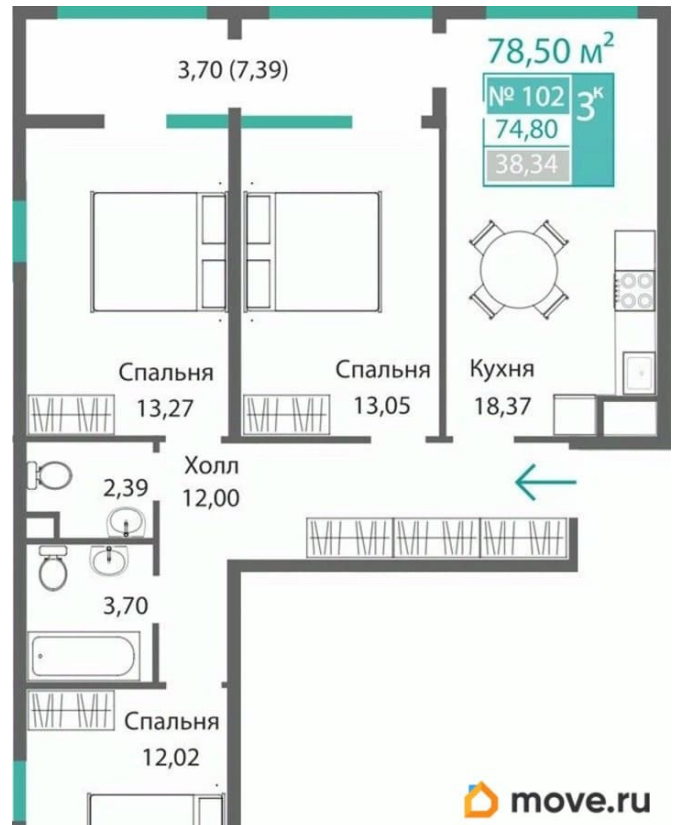 3,70 (7,39)
78,50 м²
№ 102
3к
74,80
38,34
Спальня
13,27
Спальня
13,05
Кухня
18,37
Холл
12,00
2,39
3,70
Спальня
12,02
move.ru